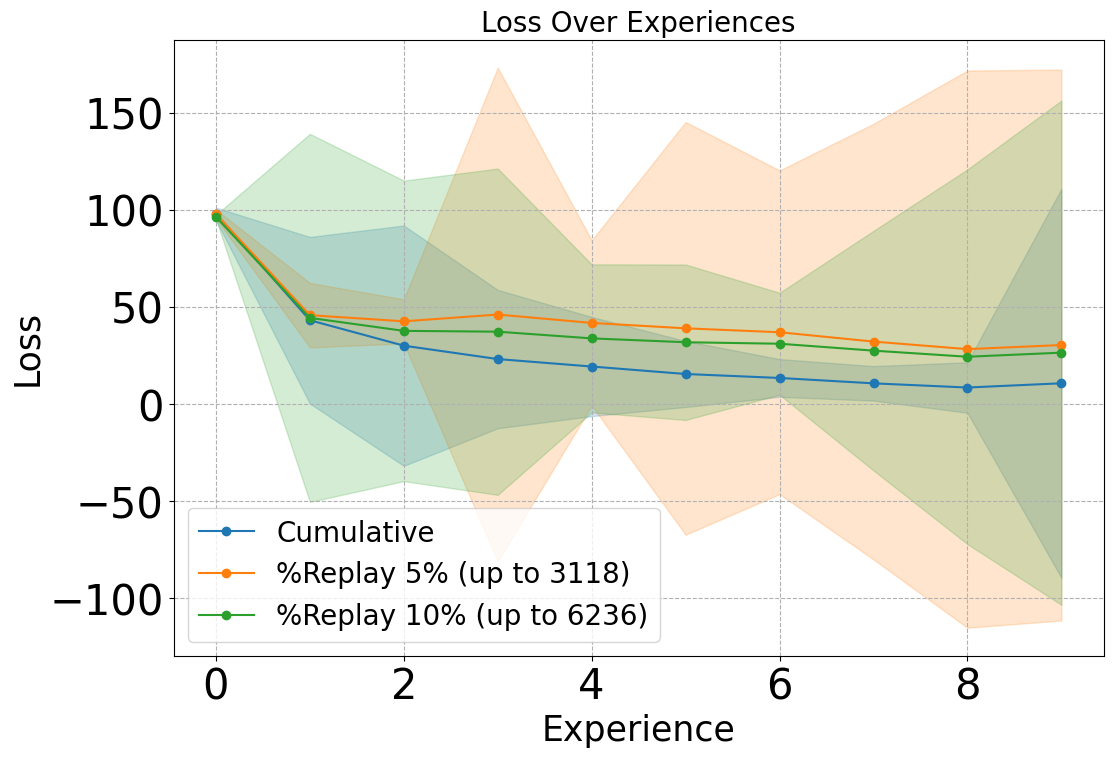 Loss Over Experiences
Loss
150
100
50
0
−50
−100
Cumulative
%Replay 5% (up to 3118)
%Replay 10% (up to 6236)
0 2 4 6 8
Experience